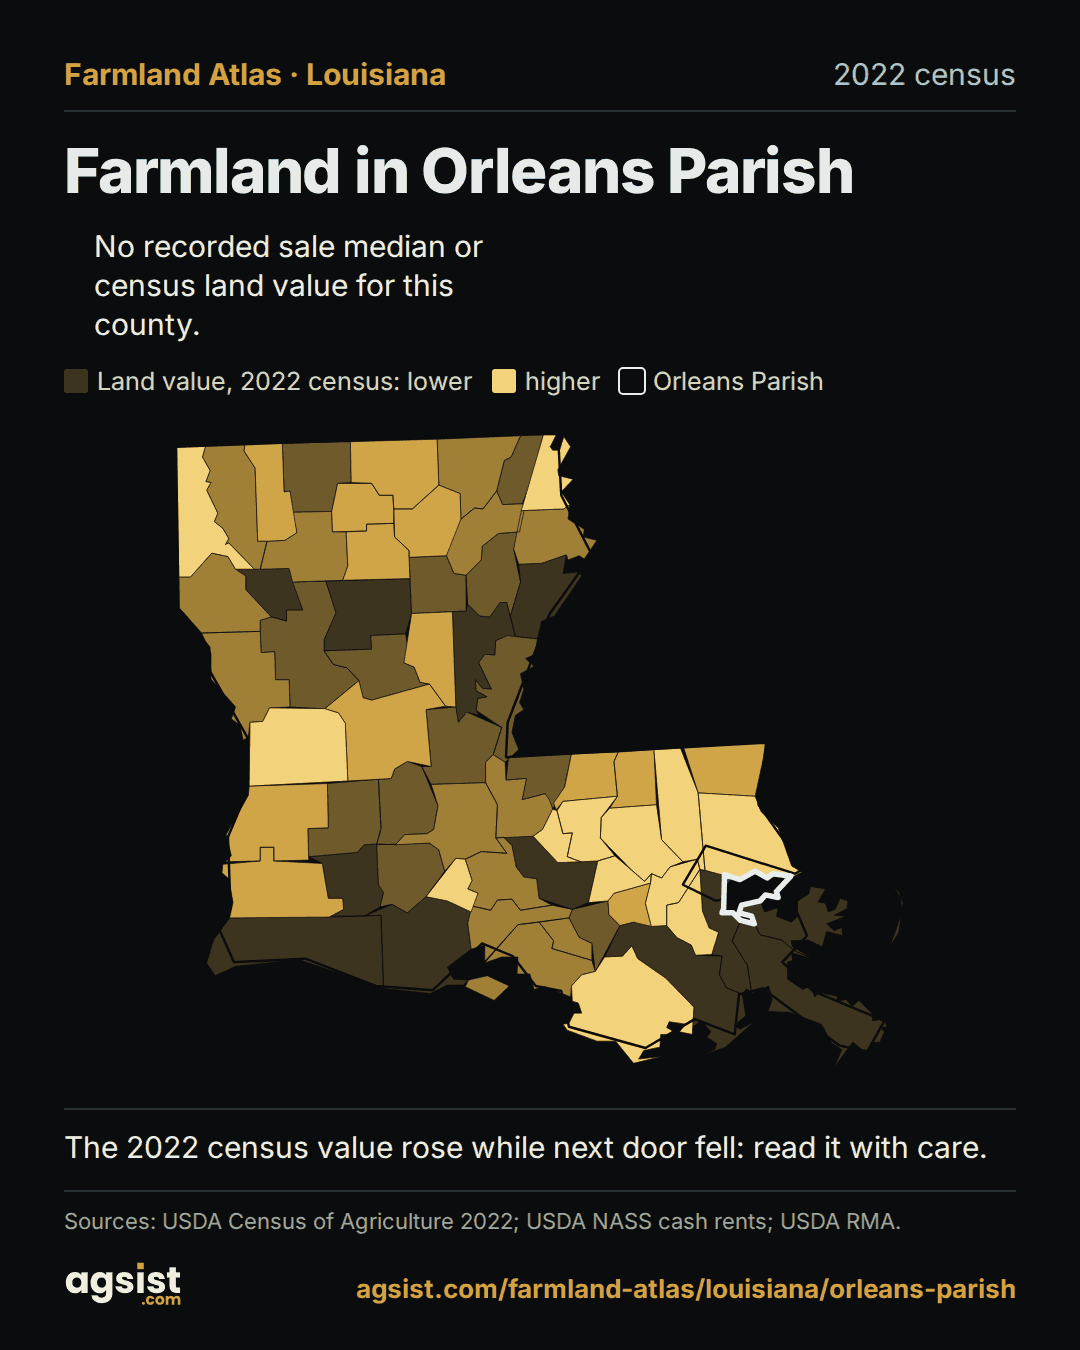 Farmland Atlas · Louisiana
2022 census
Farmland in Orleans Parish
No recorded sale median or
census land value for this
county.
Land value, 2022 census: lower
higher
Orleans Parish
The 2022 census value rose while next door fell: read it with care.
Sources: USDA Census of Agriculture 2022; USDA NASS cash rents; USDA RMA.
agsist
.com
agsist.com/farmland-atlas/louisiana/orleans-parish